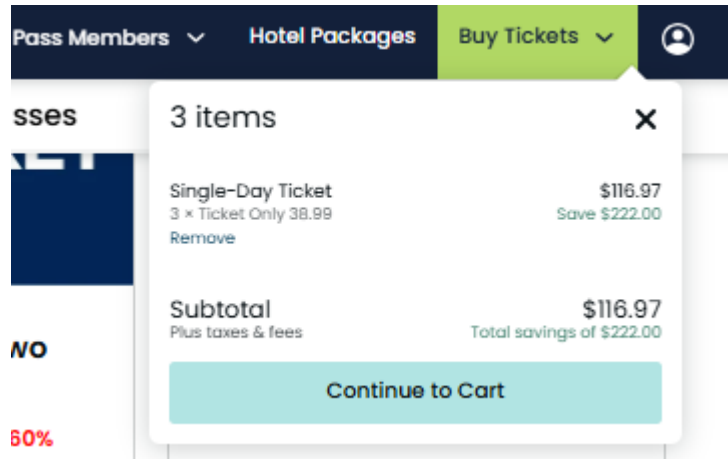 Pass Members
Hotel Packages
Buy Tickets
sses
3 items
Single-Day Ticket
$116.97
3 × Ticket Only 38.99
Save $222.00
Remove
Subtotal
$116.97
Plus taxes & fees
Total savings of $222.00
wo
Continue to Cart
60%